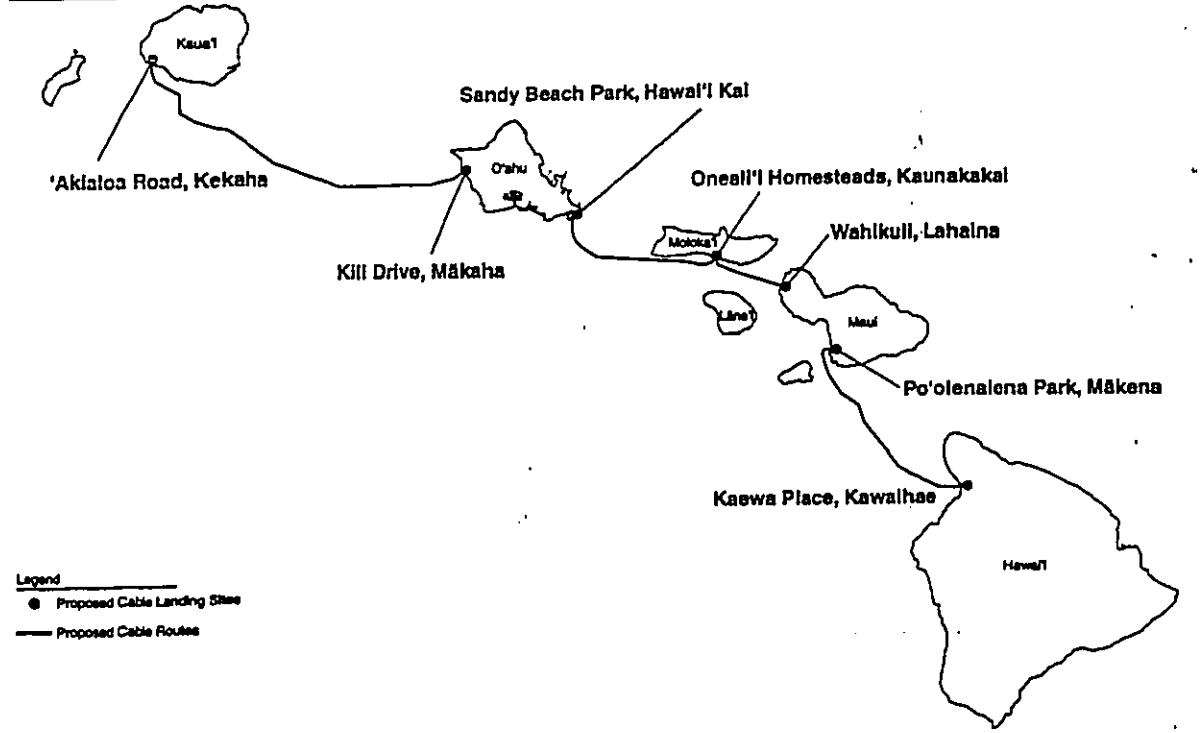 Kaua'i
Sandy Beach Park, Hawai'i Kai
'Akialoa Road, Kekaha
O'ahu
Oneali'i Homesteads, Kaunakakai
Moloka'i
Wahikuli, Lahaina
Kili Drive, Mākaha
Lāna'i
Maui
Po'olenalena Park, Mākena
Kaewa Place, Kawaihae
Hawai'i
Legend
Proposed Cable Landing Sites
Proposed Cable Routes